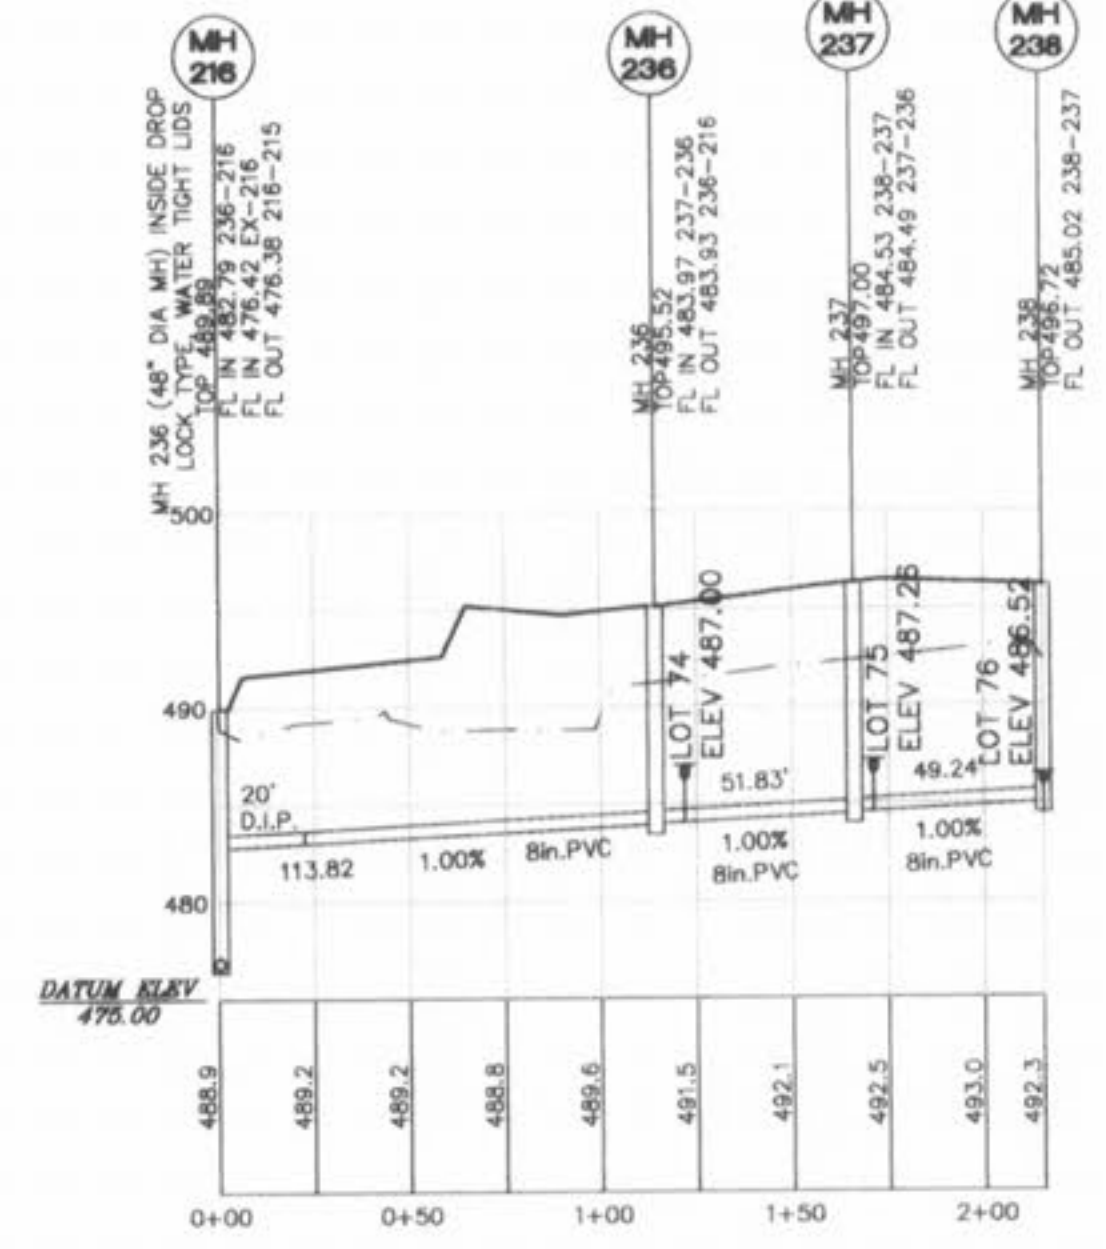 MH
216
MH
236
MH
237
MH
238
MH 236 (48" DIA MH) INSIDE DROP
LOCK TYPE, WATER TIGHT LIDS
TOP 489.89
FL IN 482.79 236-216
FL IN 476.42 EX-216
FL OUT 476.38 216-215
MH 236
TOP495.52
FL IN 483.97 237-236
FL OUT 483.93 236-216
MH 237
TOP497.00
FL IN 484.53 238-237
FL OUT 484.49 237-236
MH 238
TOP496.72
FL OUT 485.02 238-237
500
490
480
LOT 74
ELEV 487.00
LOT 75
ELEV 487.26
LOT 76
ELEV 486.52
20'
D.I.P.
113.82
1.00%
8in.PVC
51.83'
1.00%
8in.PVC
49.24'
1.00%
8in.PVC
DATUM ELEV
475.00
488.9
489.2
489.2
488.8
489.6
491.5
492.1
492.5
493.0
492.3
0+00
0+50
1+00
1+50
2+00